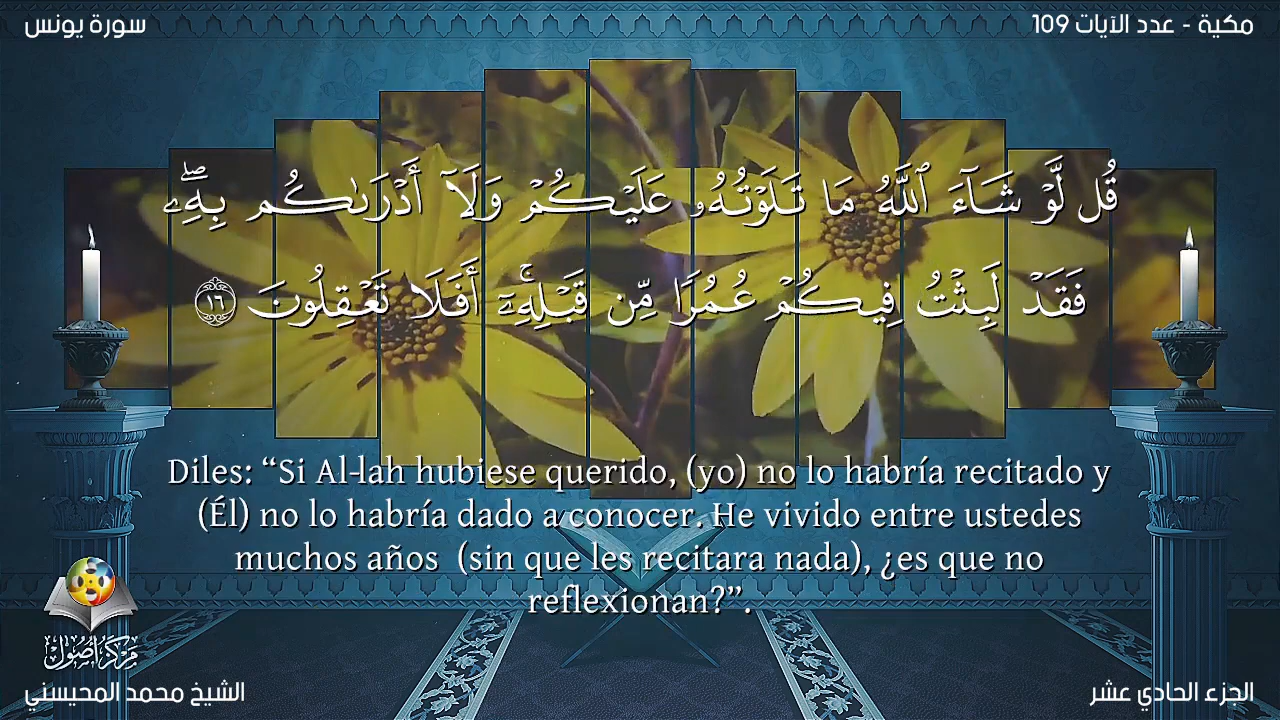 سورة يونس
مكية - عدد الآيات 109
قُل لَّوْ شَآءَ ٱللَّهُ مَا تَلَوْتُهُۥ عَلَيْكُمْ وَلَآ أَدْرَىٰكُم بِهِۦۖ
فَقَدْ لَبِثْتُ فِيكُمْ عُمُرًا مِّن قَبْلِهِۦٓۚ أَفَلَا تَعْقِلُونَ ١٦
Diles: “Si Al-lah hubiese querido, (yo) no lo habría recitado y
(Él) no lo habría dado a conocer. He vivido entre ustedes
muchos años (sin que les recitara nada), ¿es que no
reflexionan?”.
مركز أصول
الشيخ محمد المحيسني
الجزء الحادي عشر